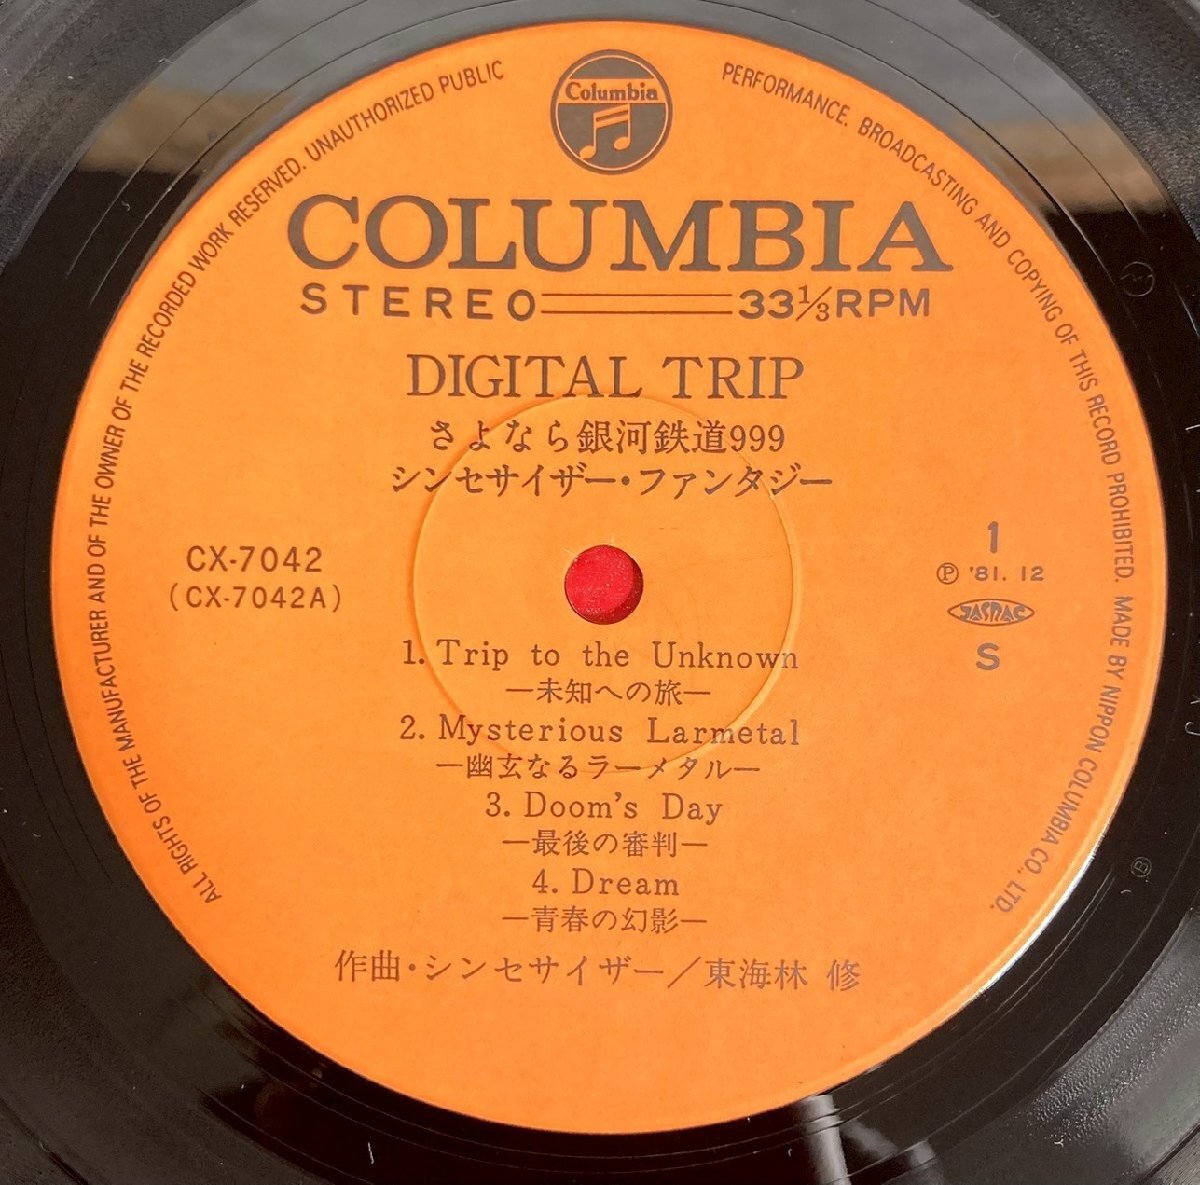 Columbia
COLUMBIA
STEREO 33 1/3 RPM
DIGITAL TRIP
さよなら銀河鉄道999
シンセサイザー・ファンタジー
CX-7042
(CX-7042A)
1
Ⓟ '81. 12
JASRAC
S
1. Trip to the Unknown
—未知への旅—
2. Mysterious Larmetal
—幽玄なるラーメタル—
3. Doom's Day
—最後の審判—
4. Dream
—青春の幻影—
作曲・シンセサイザー／東海林 修
ALL RIGHTS OF THE MANUFACTURER AND OF THE OWNER OF THE RECORDED WORK RESERVED. UNAUTHORIZED PUBLIC PERFORMANCE. BROADCASTING AND COPYING OF THIS RECORD PROHIBITED. MADE BY NIPPON COLUMBIA CO., LTD.